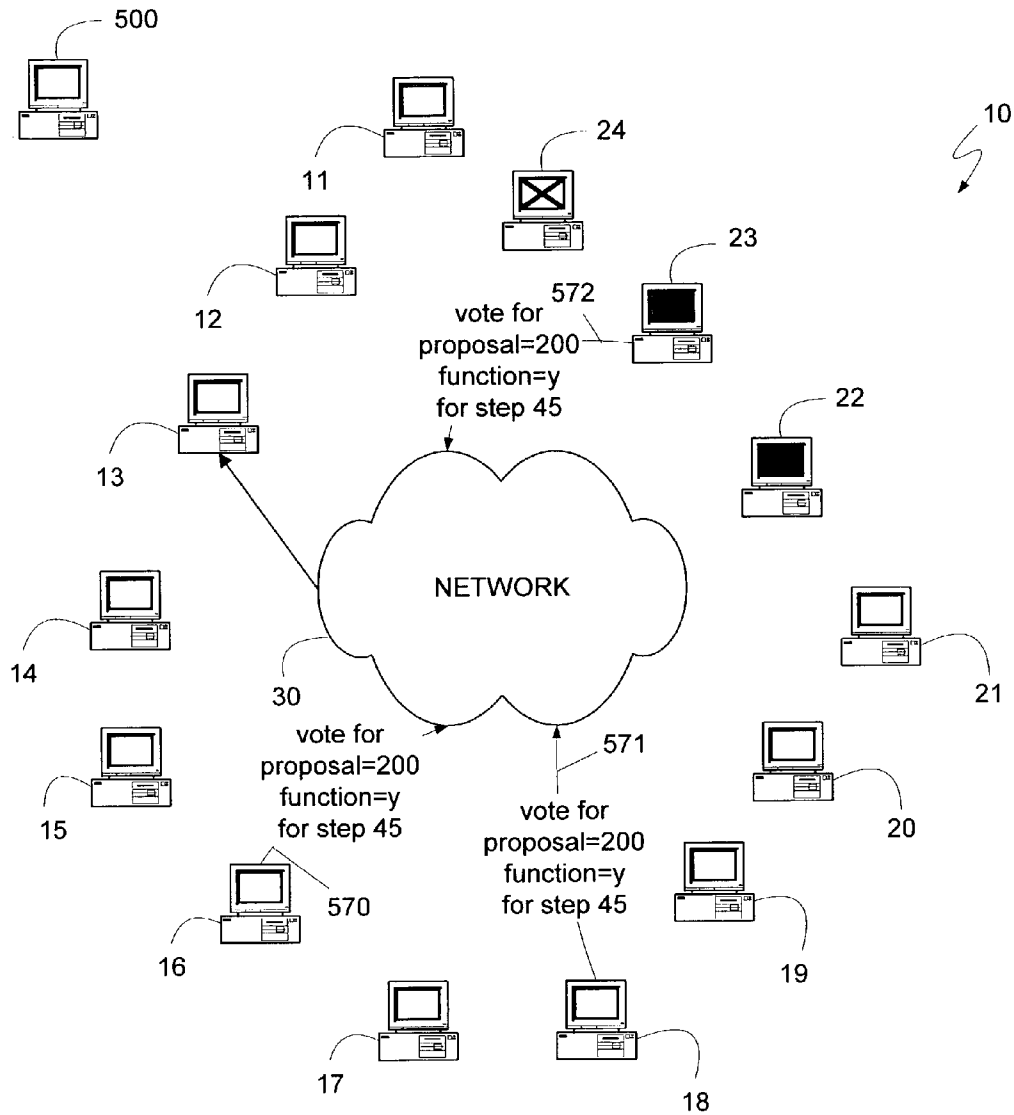 500
10
11
24
12
23
572
vote for
proposal=200
function=y
for step 45
13
22
NETWORK
14
30
21
vote for
proposal=200
function=y
for step 45
571
15
20
vote for
proposal=200
function=y
for step 45
570
16
19
17
18